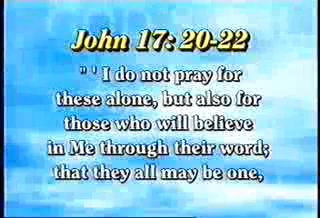 John 17: 20-22
" ' I do not pray for
these alone, but also for
those who will believe
in Me through their word;
that they all may be one,